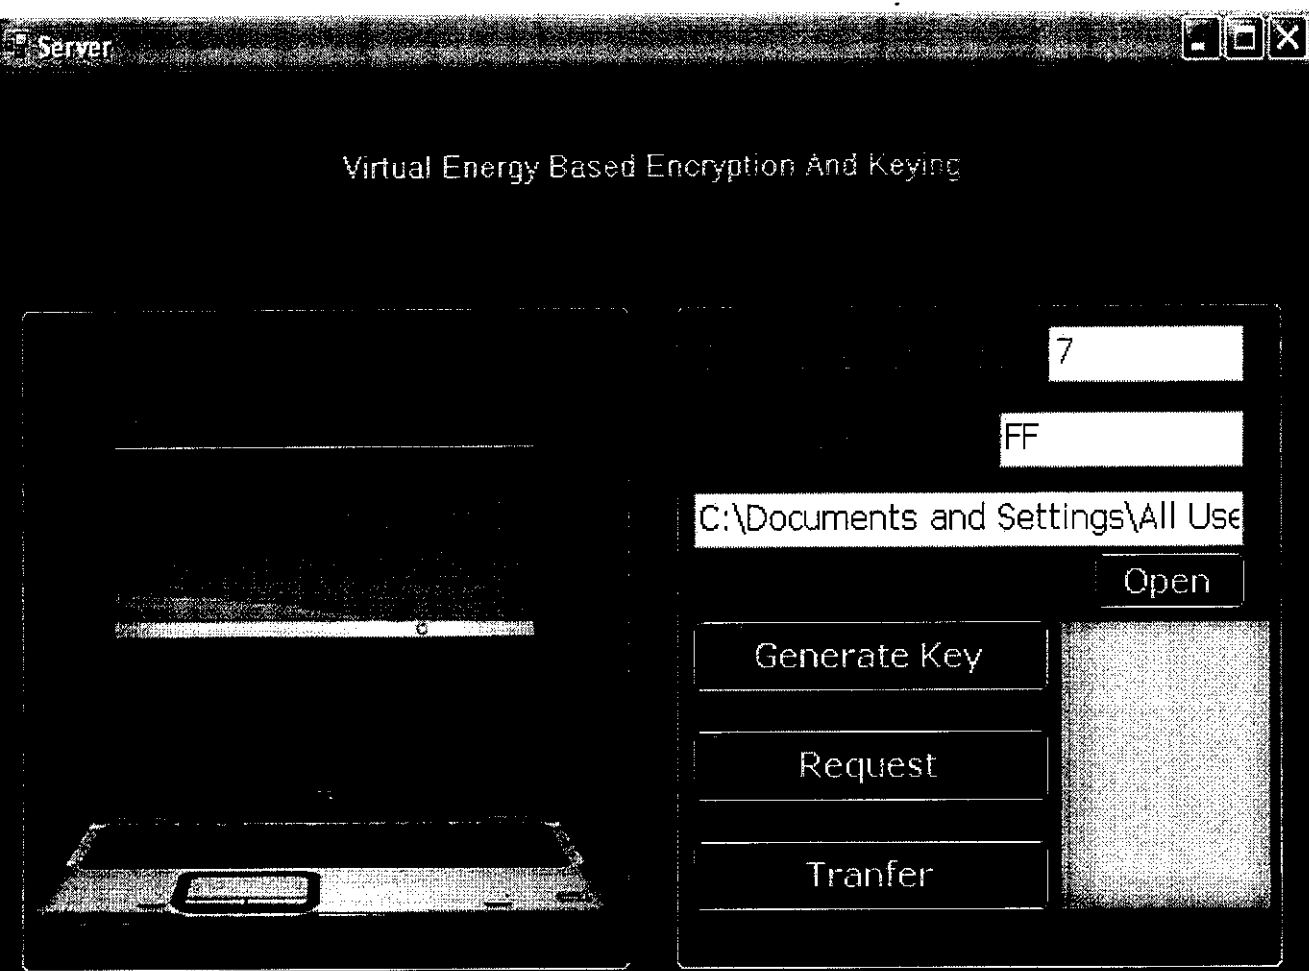 Server
Virtual Energy Based Encryption And Keying
7
FF
C:\Documents and Settings\All Use
Open
Generate Key
Request
Tranfer